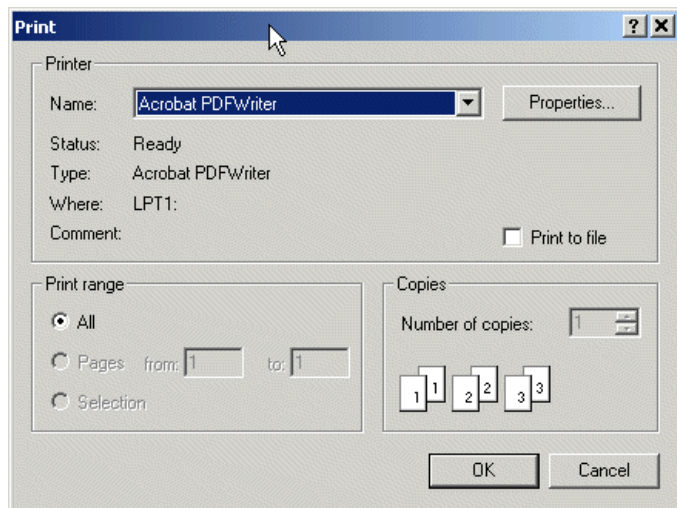 Print
Printer
Name: Acrobat PDFWriter Properties...
Status: Ready
Type: Acrobat PDFWriter
Where: LPT1:
Comment: Print to file
Print range Copies
All Number of copies: 1
Pages from: 1 to: 1
Selection 1 1 2 2 3 3
OK Cancel